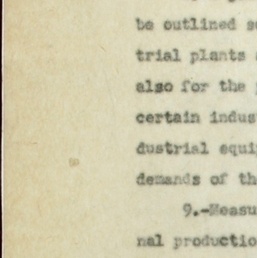 be outlined
trial plants
also for the
certain indus
dustrial equi
demands of th
9.-Measu
nal productio